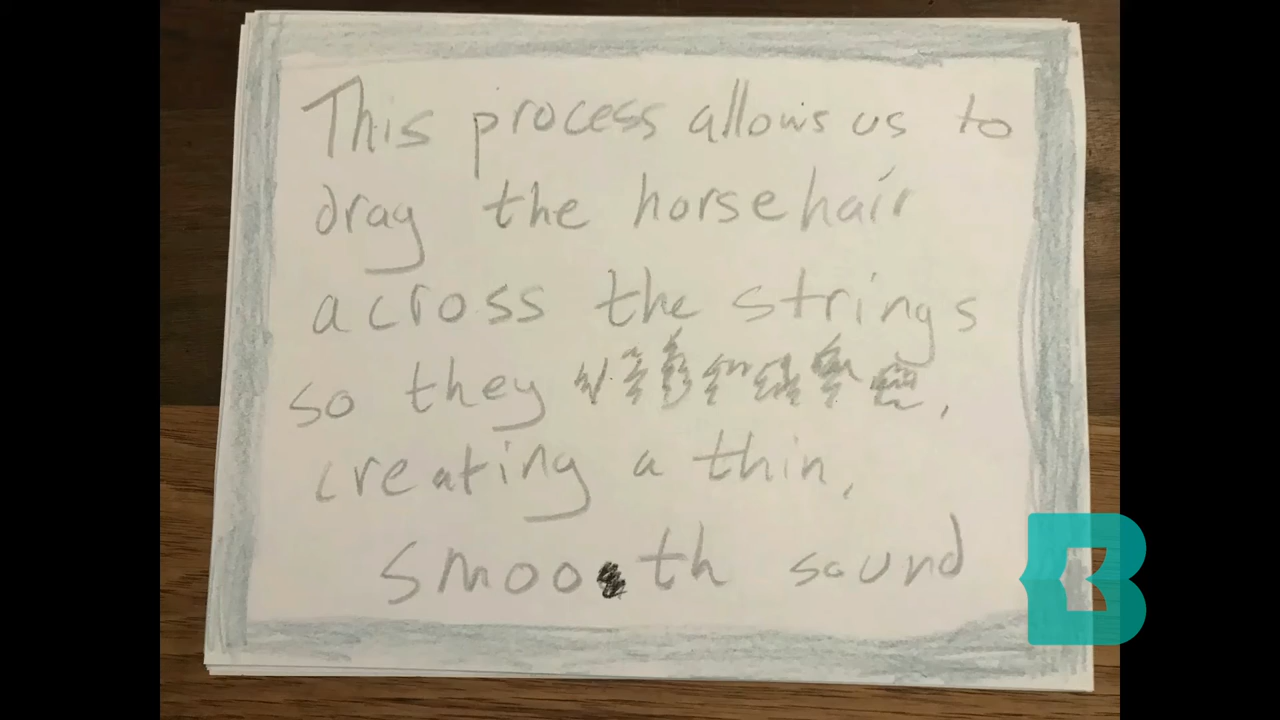 This process allows us to
drag the horsehair
across the strings
so they ,
creating a thin,
smooth sound
B